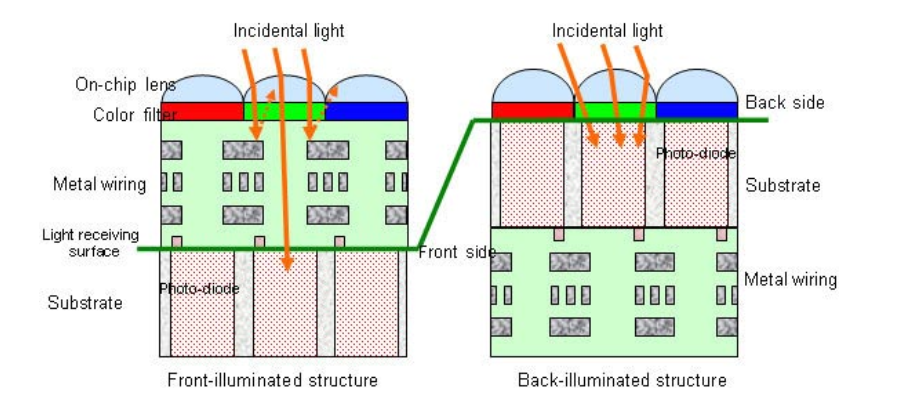 Incidental light
On-chip lens
Color filter
Metal wiring
Light receiving
surface
Front side
Photo-diode
Substrate
Front-illuminated structure
Incidental light
Back side
Photo-diode
Substrate
Metal wiring
Back-illuminated structure